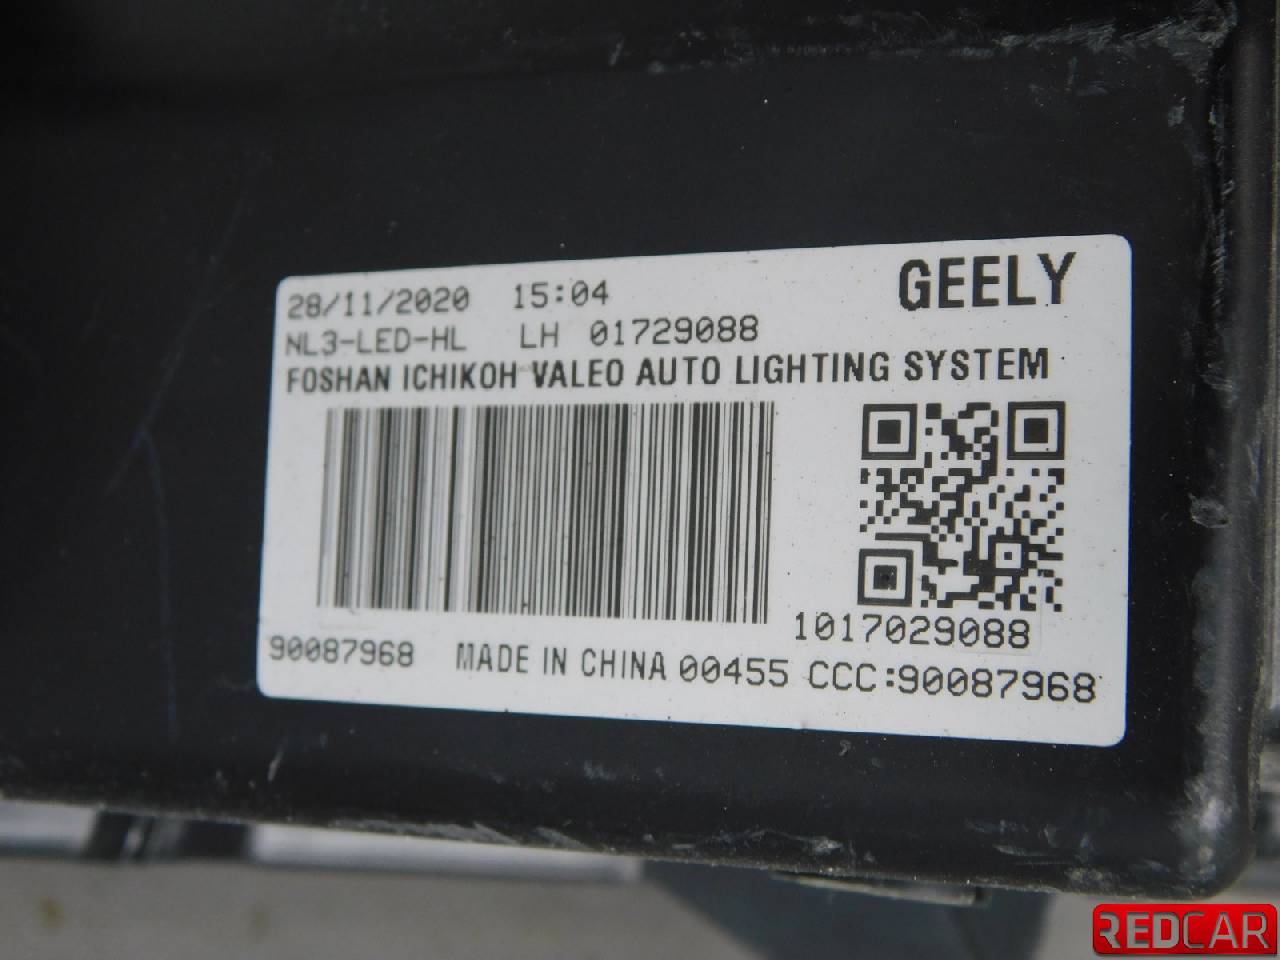 28/11/2020 15:04 GEELY
NL3-LED-HL LH 01729088
FOSHAN ICHIKOH VALEO AUTO LIGHTING SYSTEM
1017029088
90087968 MADE IN CHINA 00455 CCC:90087968
REDCAR